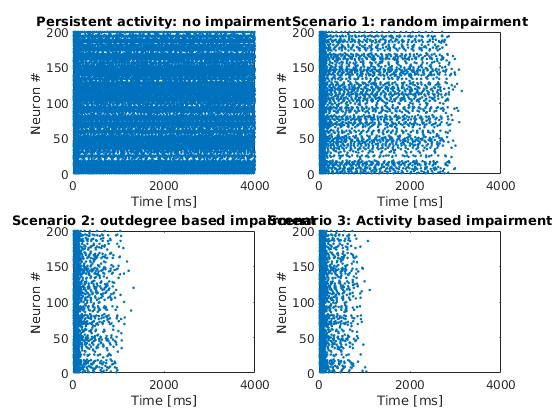 Persistent activity: no impairment
Scenario 1: random impairment
200
150
100
50
0
Neuron #
0 2000 4000
Time [ms]
200
150
100
50
0
Neuron #
0 2000 4000
Time [ms]
Scenario 2: outdegree based
Scenario 3: Activity based impairment
200
150
100
50
0
Neuron #
0 2000 4000
Time [ms]
200
150
100
50
0
Neuron #
0 2000 4000
Time [ms]